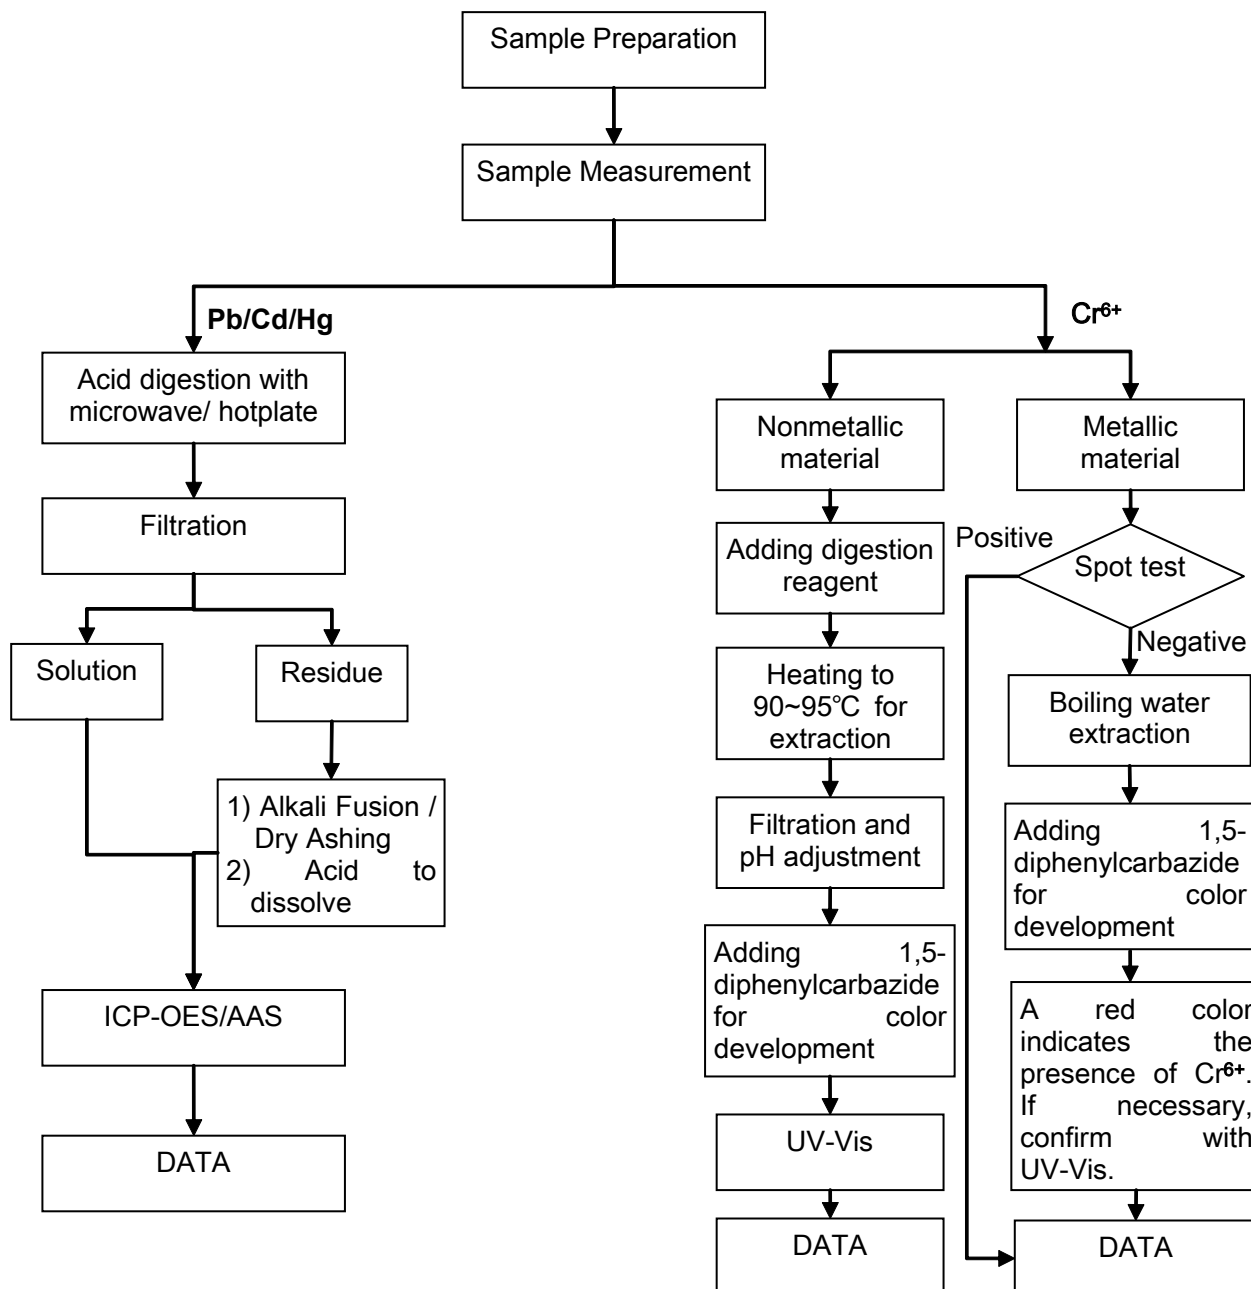 Sample Preparation
Sample Measurement
Pb/Cd/Hg
Cr⁶⁺
Acid digestion with
microwave/ hotplate
Filtration
Solution
Residue
1) Alkali Fusion /
Dry Ashing
2) Acid to
dissolve
ICP-OES/AAS
DATA
Nonmetallic
material
Adding digestion
reagent
Heating to
90~95℃ for
extraction
Filtration and
pH adjustment
Adding 1,5-
diphenylcarbazide
for color
development
UV-Vis
DATA
Metallic
material
Positive
Spot test
Negative
Boiling water
extraction
Adding 1,5-
diphenylcarbazide
for color
development
A red color
indicates the
presence of Cr⁶⁺.
If necessary,
confirm with
UV-Vis.
DATA